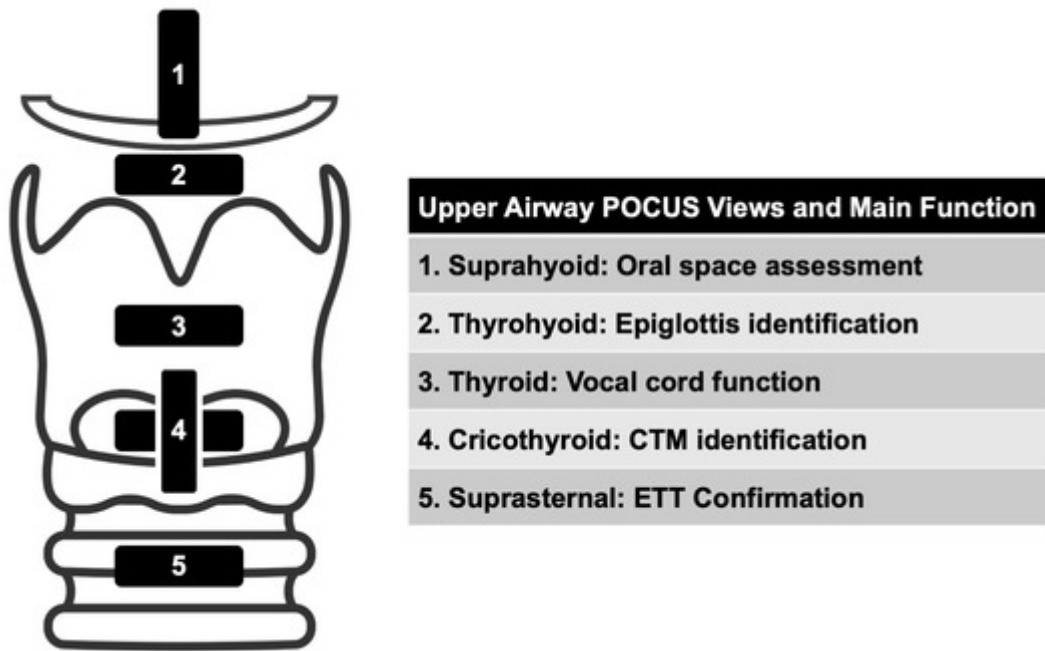 1
2
3
4
5
Upper Airway POCUS Views and Main Function
1. Suprahyoid: Oral space assessment
2. Thyrohyoid: Epiglottis identification
3. Thyroid: Vocal cord function
4. Cricothyroid: CTM identification
5. Suprasternal: ETT Confirmation